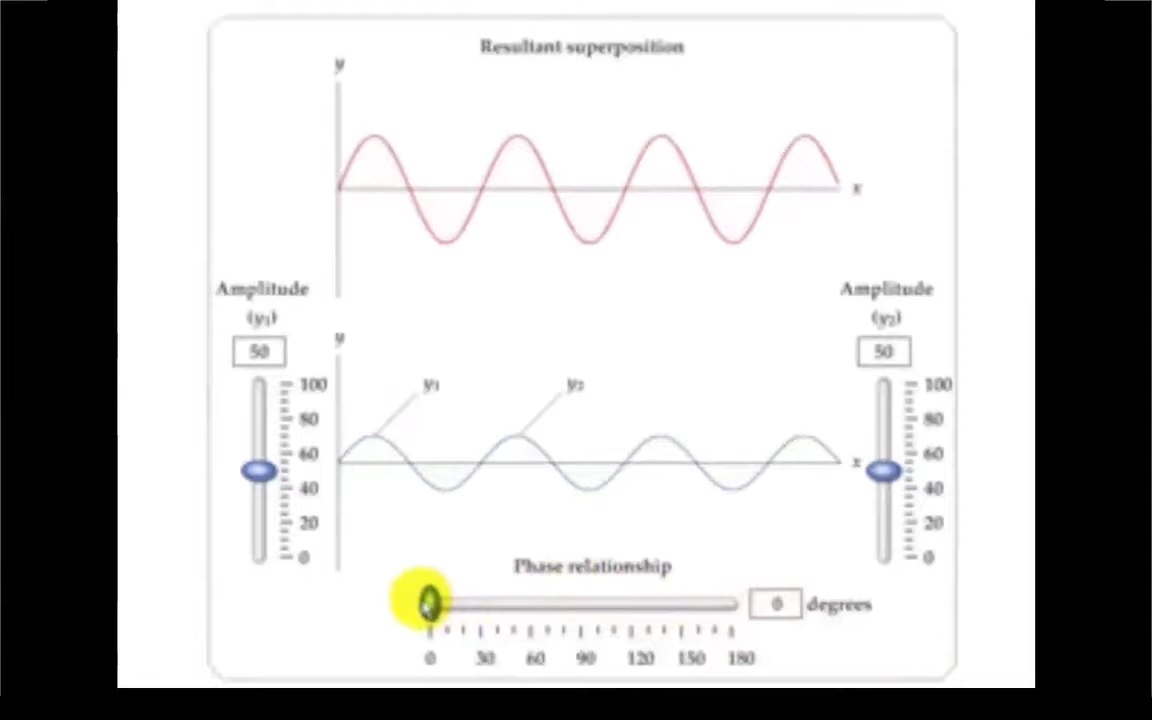 Resultant superposition
y
x
Amplitude
(y₁)
50
100
80
60
40
20
0
y
y₁
y₂
x
Amplitude
(y₂)
50
100
80
60
40
20
0
Phase relationship
0 degrees
0 30 60 90 120 150 180